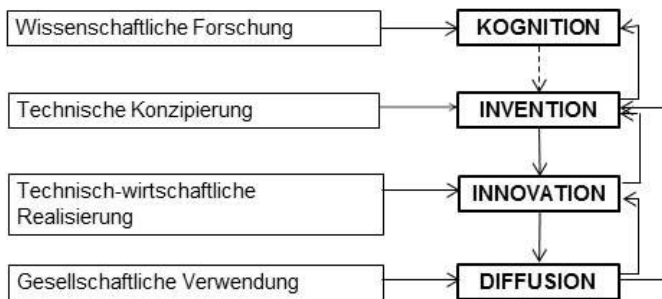 Wissenschaftliche Forschung
KOGNITION
Technische Konzipierung
INVENTION
Technisch-wirtschaftliche
Realisierung
INNOVATION
Gesellschaftliche Verwendung
DIFFUSION